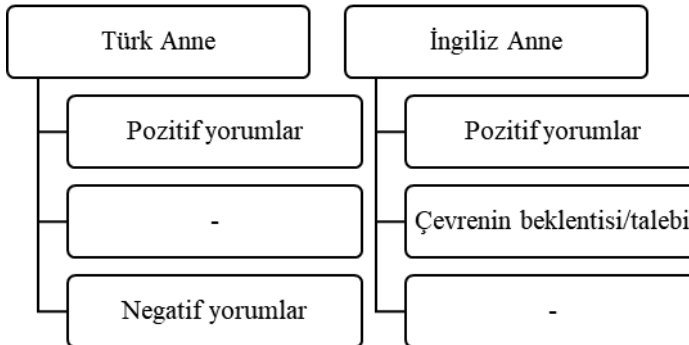 Türk Anne
Pozitif yorumlar
-
Negatif yorumlar
İngiliz Anne
Pozitif yorumlar
Çevrenin beklentisi/talebi
-